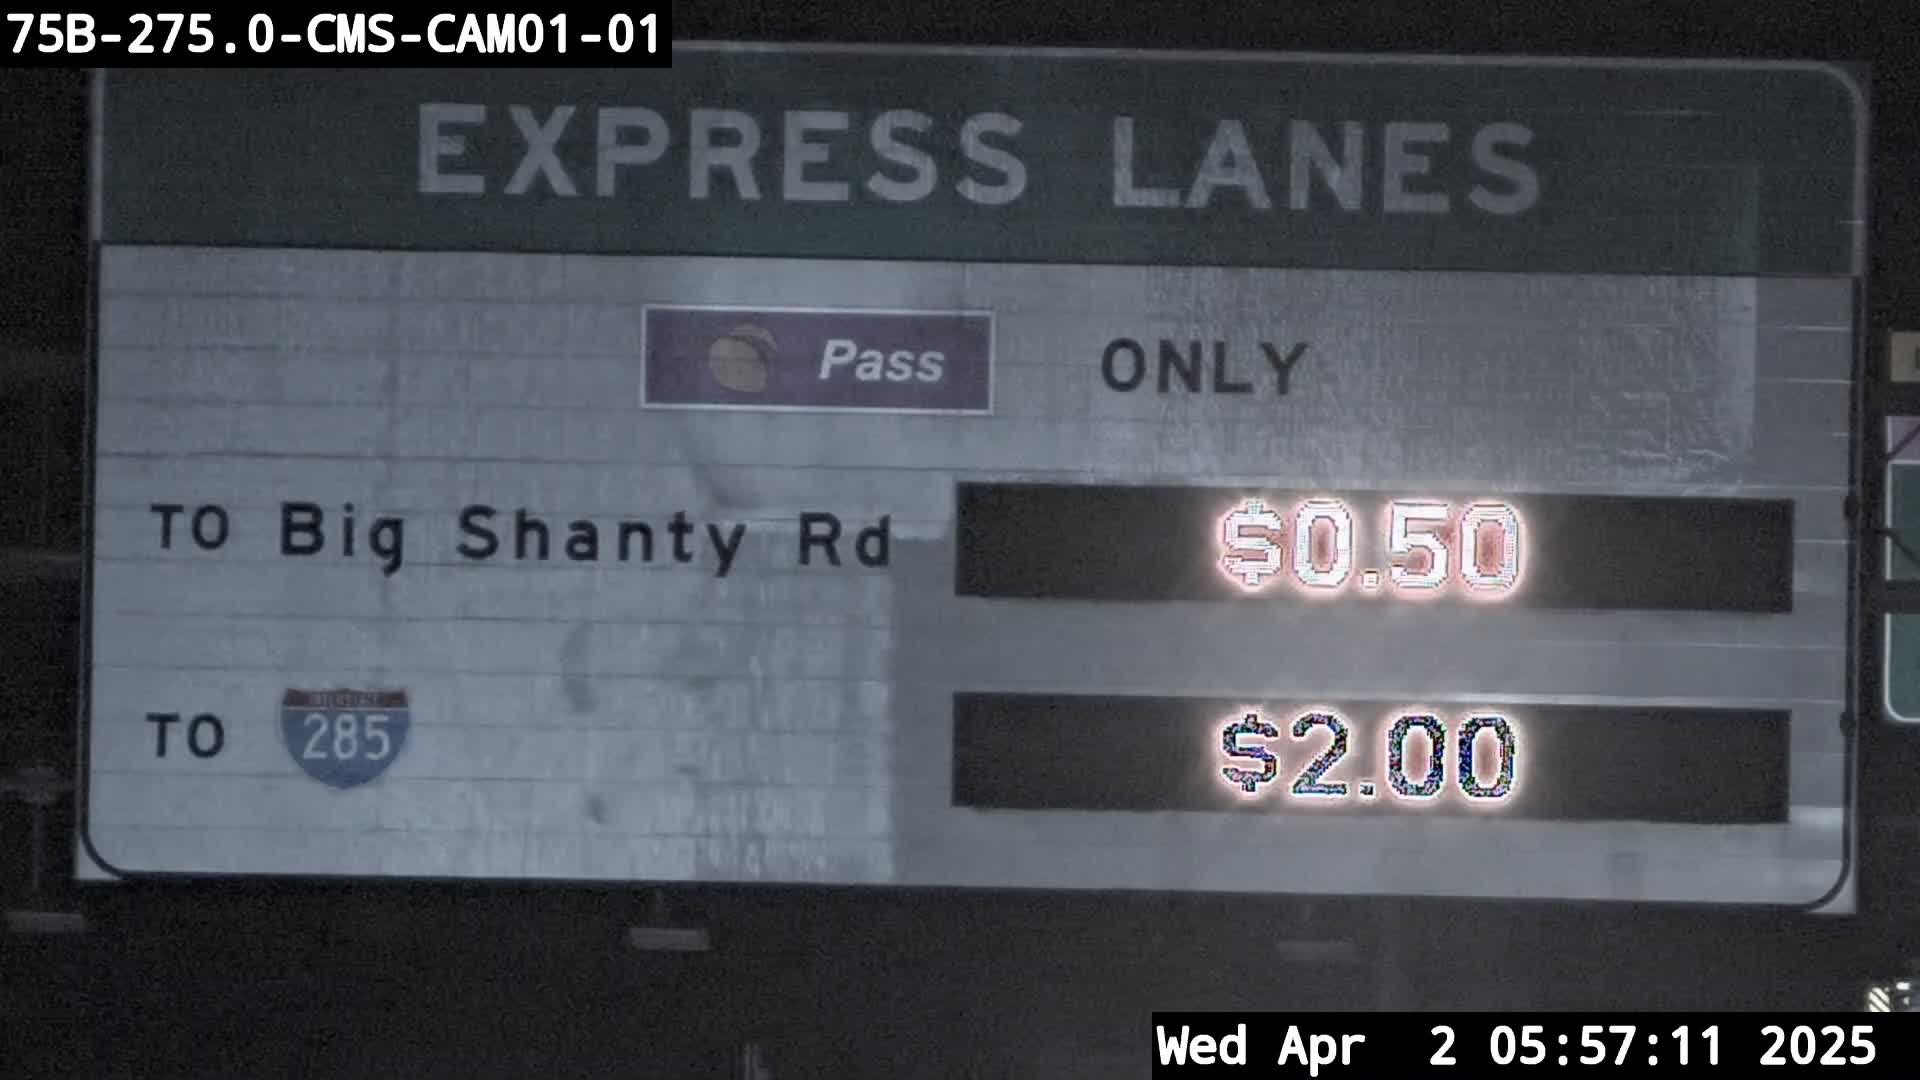 75B-275.0-CMS-CAM01-01
EXPRESS LANES
Pass ONLY
TO Big Shanty Rd $0.50
TO INTERSTATE 285 $2.00
Wed Apr 2 05:57:11 2025